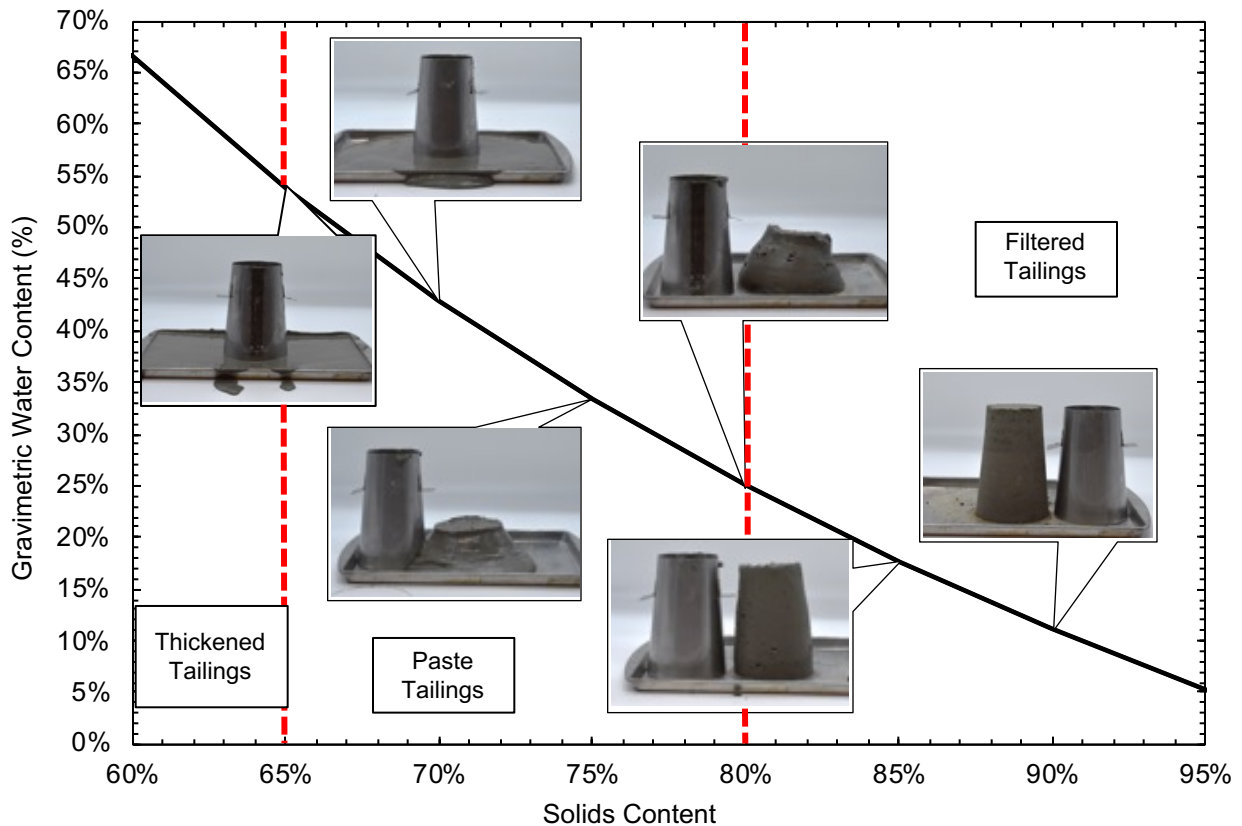 70%
65%
60%
55%
50%
45%
40%
35%
30%
25%
20%
15%
10%
5%
0%
Gravimetric Water Content (%)
Filtered
Tailings
Thickened
Tailings
Paste
Tailings
60%
65%
70%
75%
80%
85%
90%
95%
Solids Content